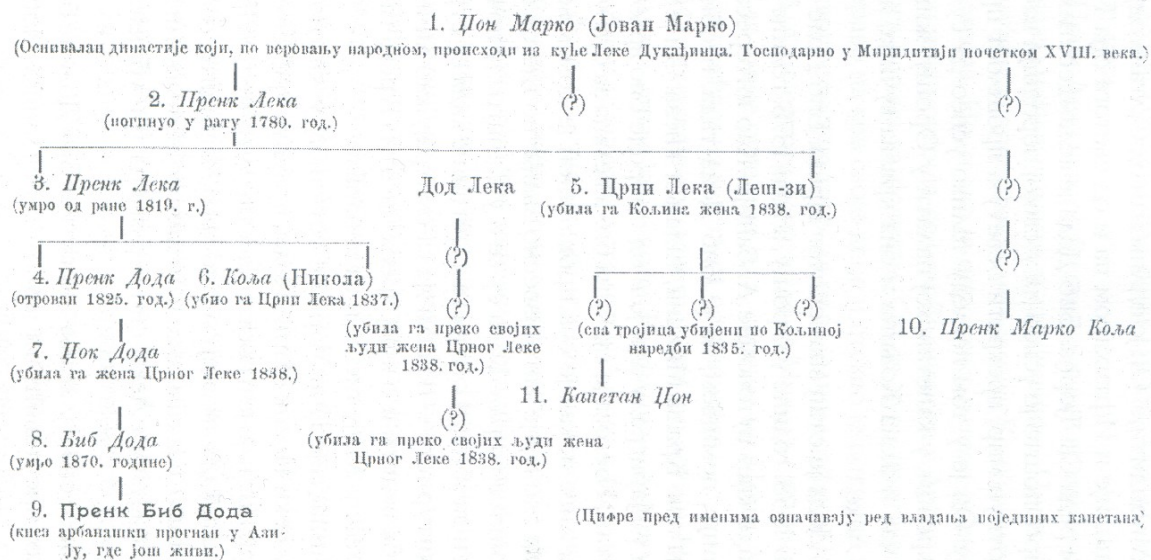 1. Џон Марко (Јован Марко)
(Оснивалац династије који, по веровању народном, происходи из куће Леке Дукађинца. Господарио у Миридитији почетком XVIII. века.)
2. Пренк Лека
(погинуо у рату 1780. год.)
(?)
(?)
3. Пренк Лека
(умро од ране 1819. г.)
Дод Лека
5. Црни Лека (Леш-зи)
(убила га Кољина жена 1838. год.)
(?)
4. Пренк Дода
(отрован 1825. год.)
6. Коља (Никола)
(убио га Црни Лека 1837.)
(?)
(?)
(убила га преко својих
људи жена Црног Леке
1838. год.)
(?)
(?)
(?)
(сва тројица убијени по Кољиној
наредби 1835. год.)
(?)
10. Пренк Марко Коља
7. Џок Дода
(убила га жена Црног Леке 1838.)
11. Капетан Џон
(?)
(убила га преко својих људи жена
Црног Леке 1838. год.)
8. Биб Дода
(умро 1870. године)
9. Пренк Биб Дода
(кнез арбанашки прогнан у Ази-
ју, где још живи.)
(Цифре пред именима означавају ред владања појединих капетана)